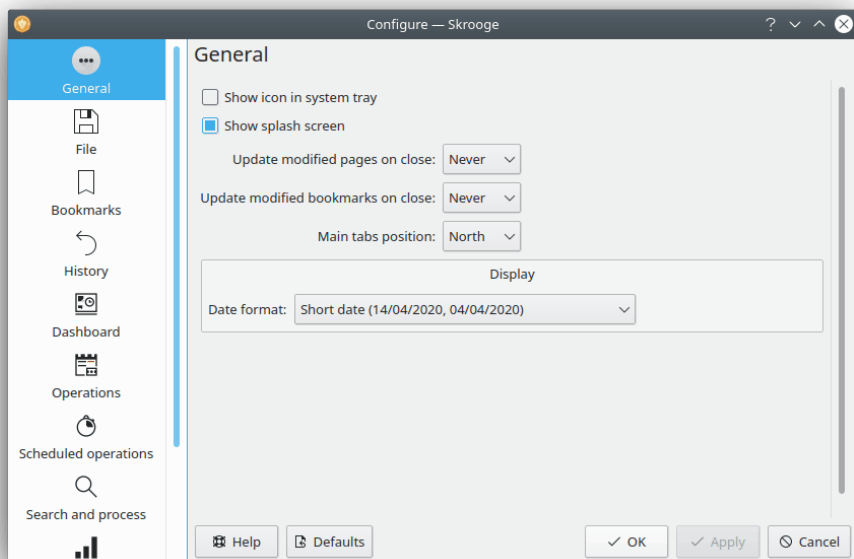 Configure — Skrooge
General
File
Bookmarks
History
Dashboard
Operations
Scheduled operations
Search and process
General
Show icon in system tray
Show splash screen
Update modified pages on close: Never
Update modified bookmarks on close: Never
Main tabs position: North
Display
Date format: Short date (14/04/2020, 04/04/2020)
Help Defaults OK Apply Cancel